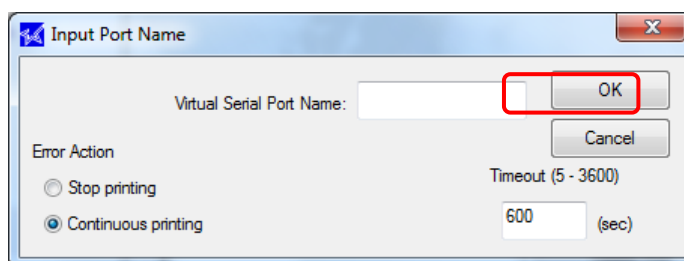 Input Port Name
Virtual Serial Port Name:
OK
Cancel
Error Action
Timeout (5 - 3600)
Stop printing
Continuous printing
600 (sec)